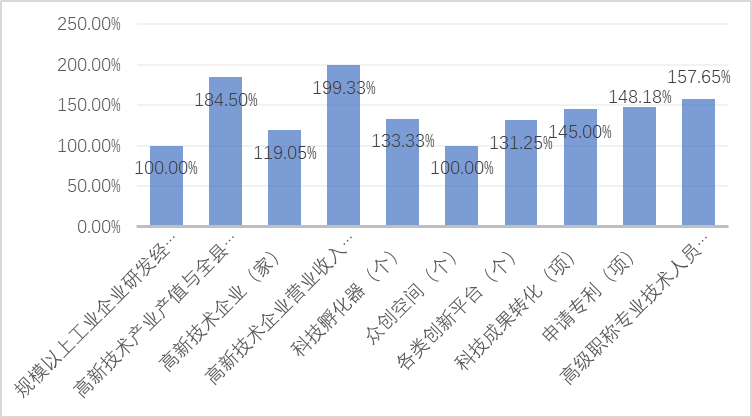 250.00%
200.00%
150.00%
100.00%
50.00%
0.00%
100.00%
184.50%
119.05%
199.33%
133.33%
100.00%
131.25%
145.00%
148.18%
157.65%
规模以上工业企业研发经…
高新技术产业产值与全县…
高新技术企业（家）
高新技术企业营业收入…
科技孵化器（个）
众创空间（个）
各类创新平台（个）
科技成果转化（项）
申请专利（项）
高级职称专业技术人员…